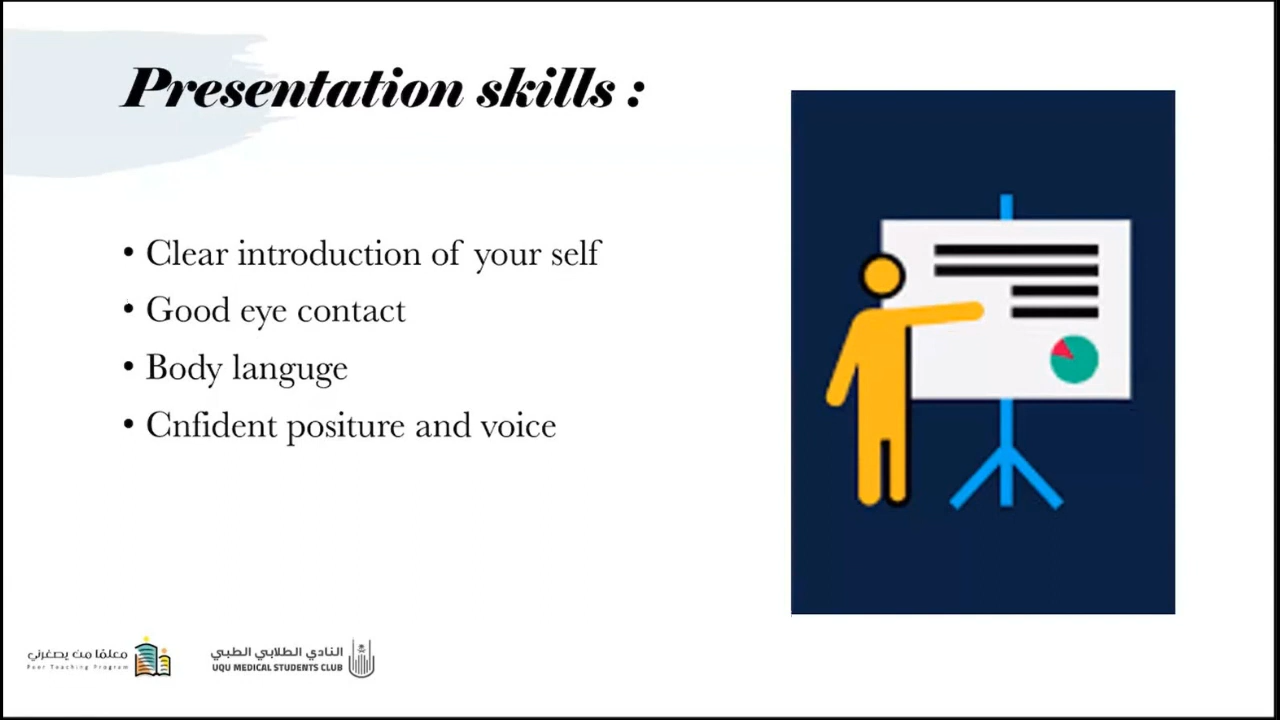 Presentation skills :
• Clear introduction of your self
• Good eye contact
• Body languge
• Cnfident positure and voice
معلمًا من يصغرني
Peer Teaching Program
النادي الطلابي الطبي
UQU MEDICAL STUDENTS CLUB